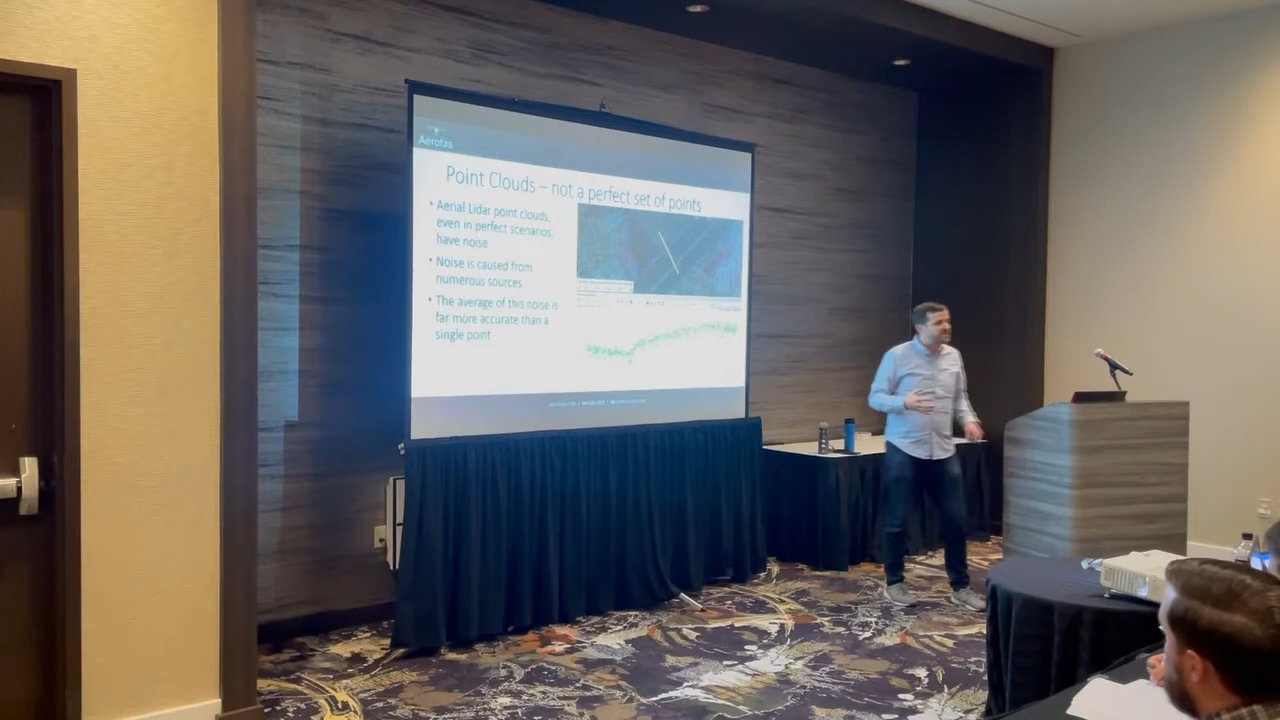 Aerotas
Point Clouds – not a perfect set of points
• Aerial Lidar point clouds,
even in perfect scenarios,
have noise
• Noise is caused from
numerous sources
• The average of this noise is
far more accurate than a
single point